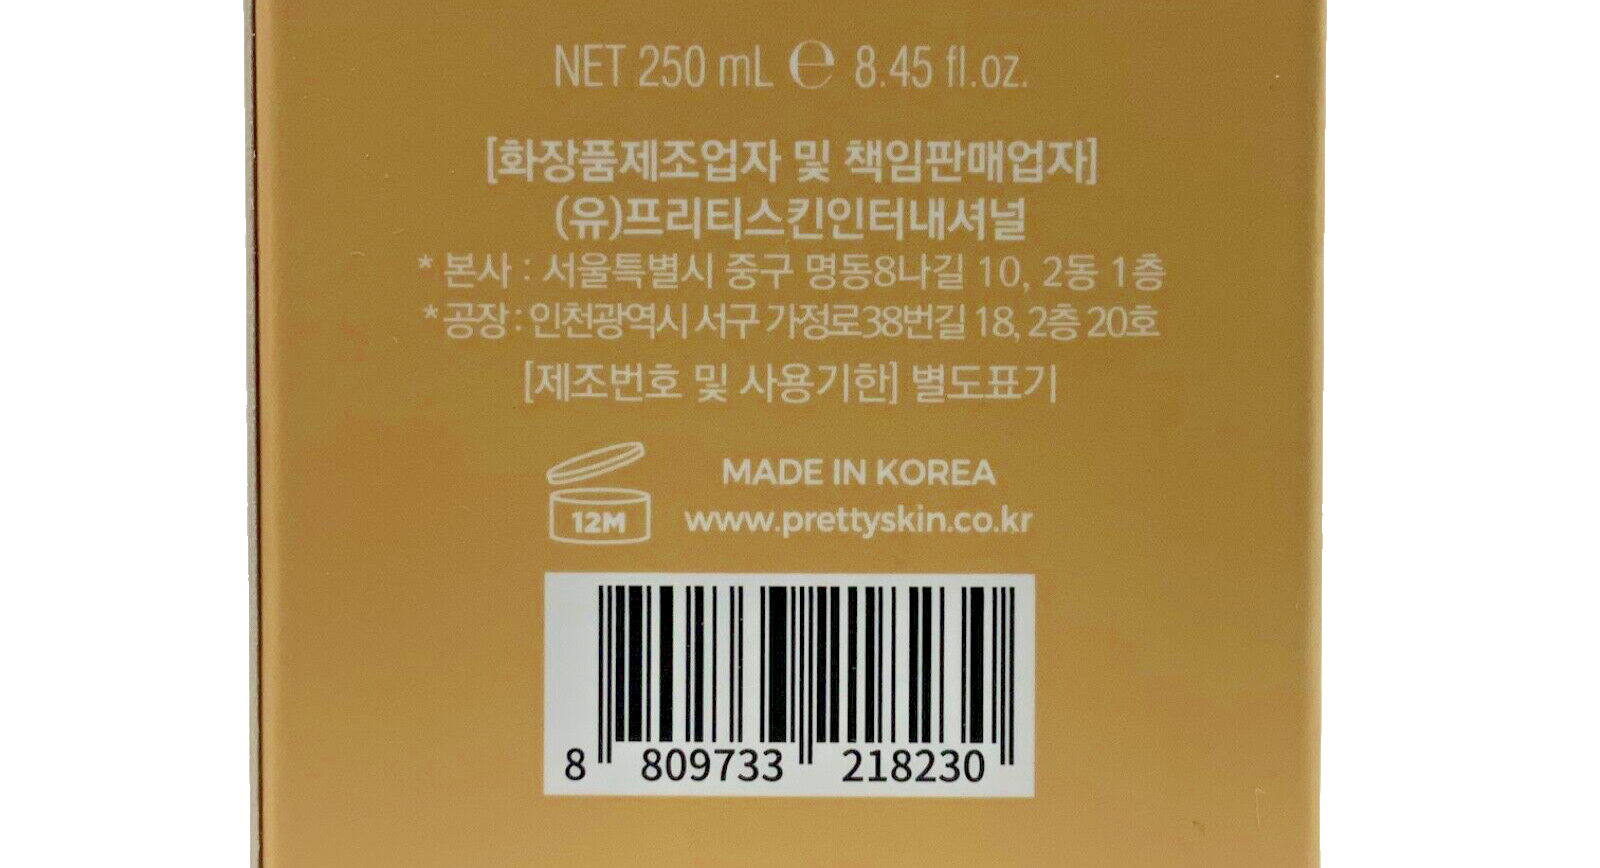 NET 250 mL ℮ 8.45 fl.oz.
[화장품제조업자 및 책임판매업자]
(유)프리티스킨인터내셔널
* 본사 : 서울특별시 중구 명동8나길 10, 2동 1층
* 공장 : 인천광역시 서구 가정로38번길 18, 2층 20호
[제조번호 및 사용기한] 별도표기
MADE IN KOREA
12M www.prettyskin.co.kr
8 809733 218230